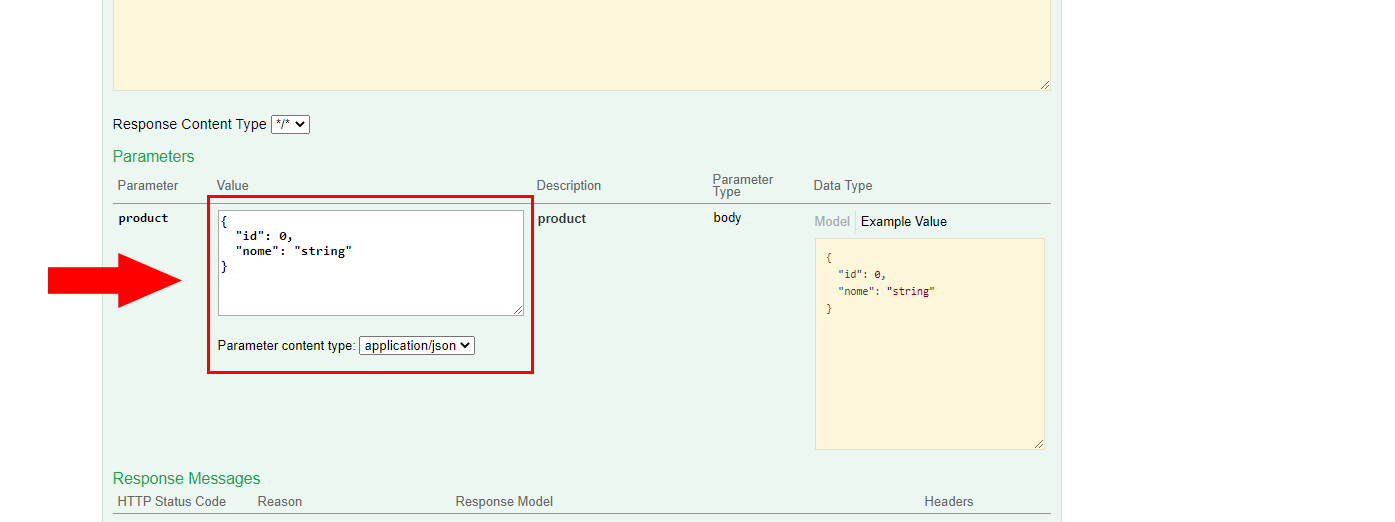 Response Content Type */*
Parameters
Parameter Value Description Parameter Type Data Type
product
{
"id": 0,
"nome": "string"
}
Parameter content type: application/json
product
body
Model Example Value
{
"id": 0,
"nome": "string"
}
Response Messages
HTTP Status Code Reason Response Model Headers